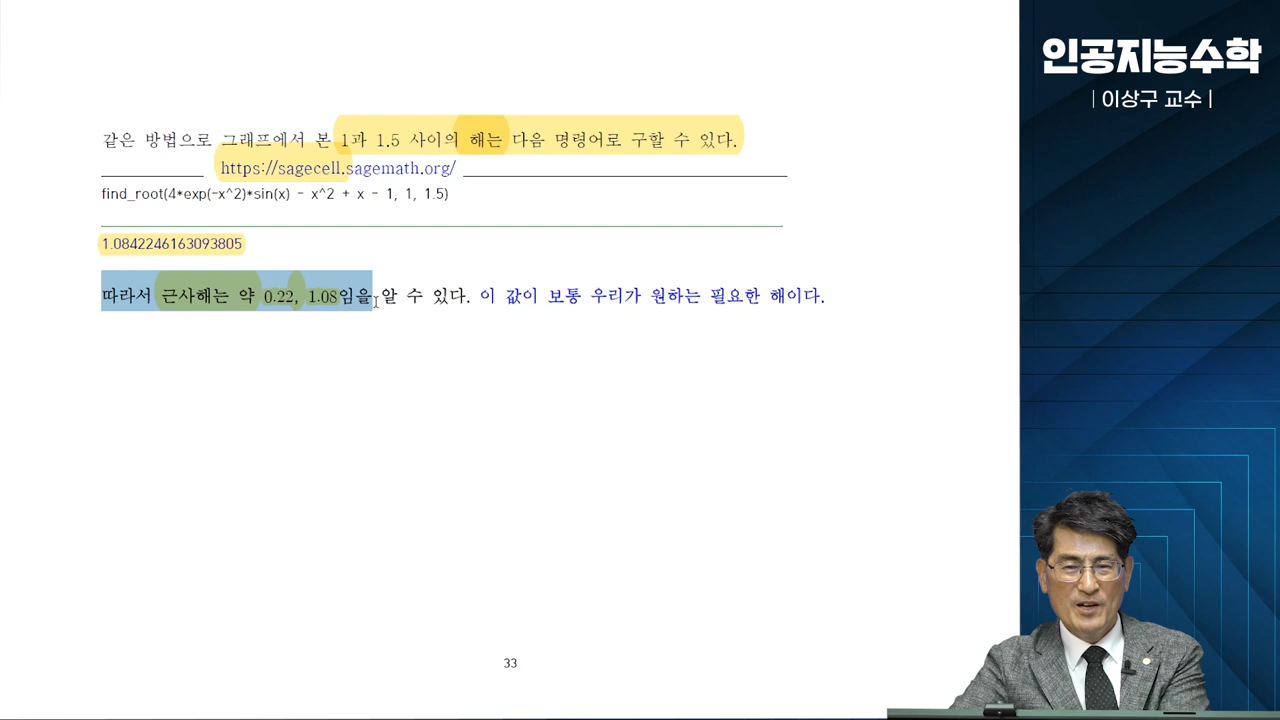 인공지능수학
| 이상구 교수 |
같은 방법으로 그래프에서 본 1과 1.5 사이의 해는 다음 명령어로 구할 수 있다.
https://sagecell.sagemath.org/
find_root(4*exp(-x^2)*sin(x) - x^2 + x - 1, 1, 1.5)
1.0842246163093805
따라서 근사해는 약 0.22, 1.08임을 알 수 있다. 이 값이 보통 우리가 원하는 필요한 해이다.
33